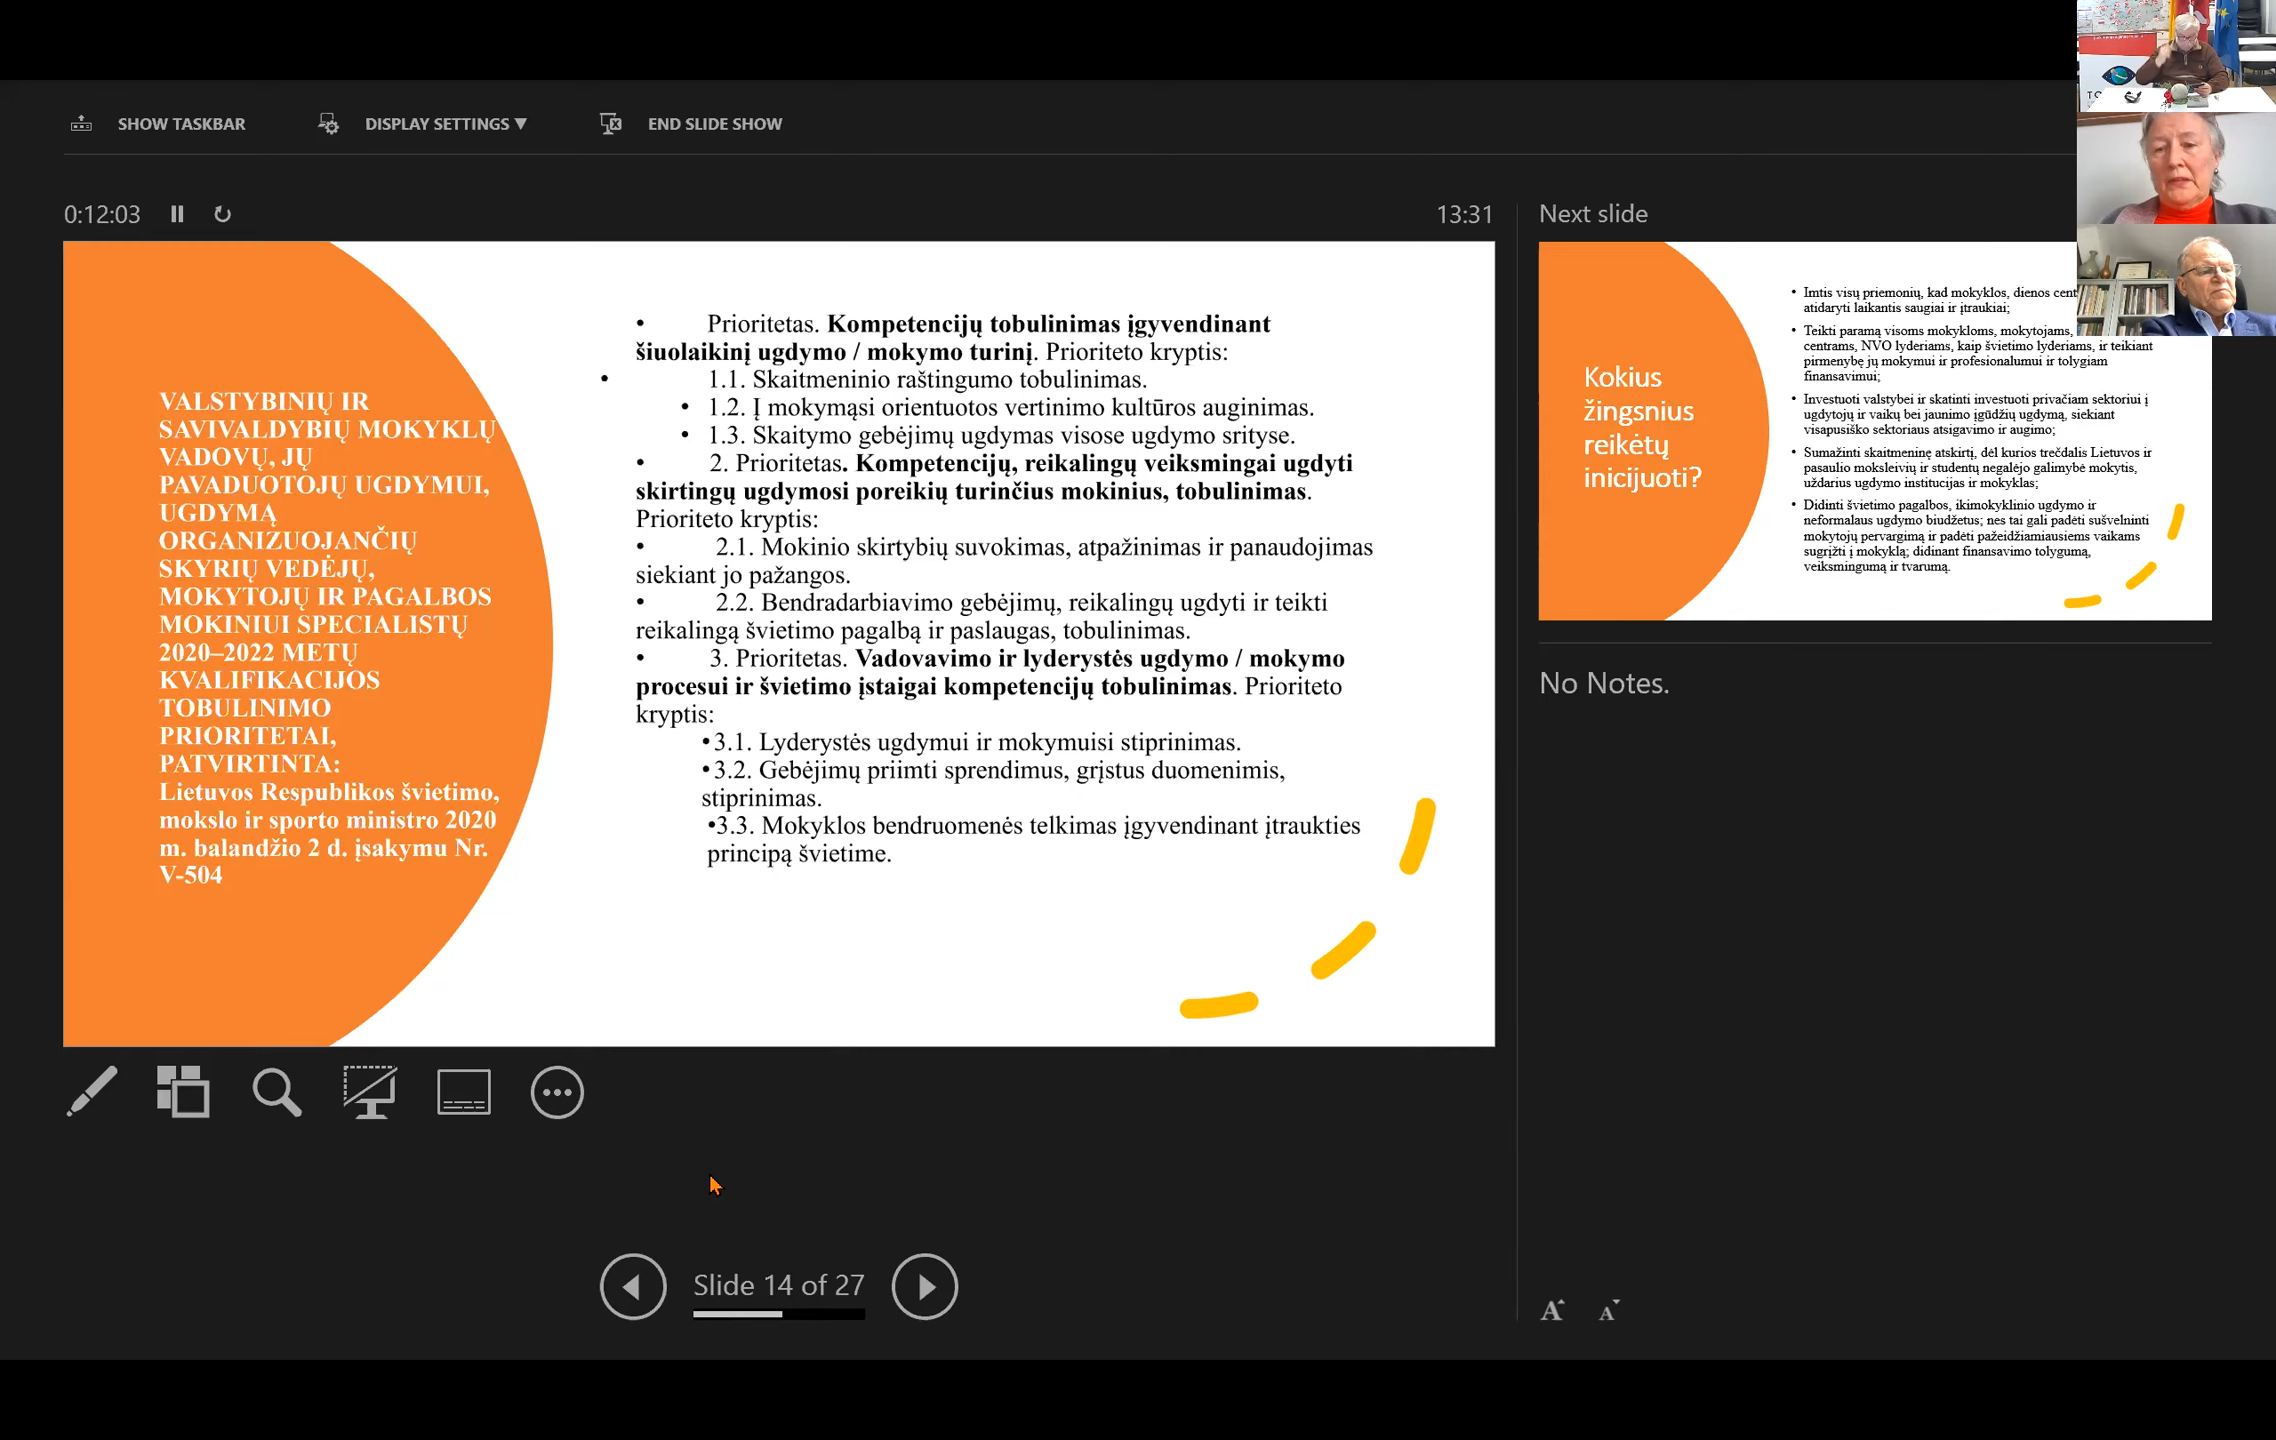 SHOW TASKBAR
DISPLAY SETTINGS ▼
END SLIDE SHOW
0:12:03
13:31
VALSTYBINIŲ IR
SAVIVALDYBIŲ MOKYKLŲ
VADOVŲ, JŲ
PAVADUOTOJŲ UGDYMUI,
UGDYMĄ
ORGANIZUOJANČIŲ
SKYRIŲ VEDĖJŲ,
MOKYTOJŲ IR PAGALBOS
MOKINIUI SPECIALISTŲ
2020–2022 METŲ
KVALIFIKACIJOS
TOBULINIMO
PRIORITETAI,
PATVIRTINTA:
Lietuvos Respublikos švietimo,
mokslo ir sporto ministro 2020
m. balandžio 2 d. įsakymu Nr.
V-504
• Prioritetas. Kompetencijų tobulinimas įgyvendinant
šiuolaikinį ugdymo / mokymo turinį. Prioriteto kryptis:
• 1.1. Skaitmeninio raštingumo tobulinimas.
• 1.2. Į mokymąsi orientuotos vertinimo kultūros auginimas.
• 1.3. Skaitymo gebėjimų ugdymas visose ugdymo srityse.
• 2. Prioritetas. Kompetencijų, reikalingų veiksmingai ugdyti
skirtingų ugdymosi poreikių turinčius mokinius, tobulinimas.
Prioriteto kryptis:
• 2.1. Mokinio skirtybių suvokimas, atpažinimas ir panaudojimas
siekiant jo pažangos.
• 2.2. Bendradarbiavimo gebėjimų, reikalingų ugdyti ir teikti
reikalingą švietimo pagalbą ir paslaugas, tobulinimas.
• 3. Prioritetas. Vadovavimo ir lyderystės ugdymo / mokymo
procesui ir švietimo įstaigai kompetencijų tobulinimas. Prioriteto
kryptis:
•3.1. Lyderystės ugdymui ir mokymuisi stiprinimas.
•3.2. Gebėjimų priimti sprendimus, grįstus duomenimis,
stiprinimas.
•3.3. Mokyklos bendruomenės telkimas įgyvendinant įtraukties
principą švietime.
Slide 14 of 27
Next slide
Kokius
žingsnius
reikėtų
inicijuoti?
• Imtis visų priemonių, kad mokyklos, dienos cent
atidaryti laikantis saugiai ir įtraukiai;
• Teikti paramą visoms mokykloms, mokytojams,
centrams, NVO lyderiams, kaip švietimo lyderiams, ir teikiant
pirmenybę jų mokymui ir profesionalumui ir tolygiam
finansavimui;
• Investuoti valstybei ir skatinti investuoti privačiam sektoriui į
ugdytojų ir vaikų bei jaunimo įgūdžių ugdymą, siekiant
visapusiško sektoriaus atsigavimo ir augimo;
• Sumažinti skaitmeninę atskirtį, dėl kurios trečdalis Lietuvos ir
pasaulio moksleivių ir studentų negalėjo galimybė mokytis,
uždarius ugdymo institucijas ir mokyklas;
• Didinti švietimo pagalbos, ikimokyklinio ugdymo ir
neformalaus ugdymo biudžetus; nes tai gali padėti sušvelninti
mokytojų pervargimą ir padėti pažeidžiamiausiems vaikams
sugrįžti į mokyklą; didinant finansavimo tolygumą,
veiksmingumą ir tvarumą.
No Notes.